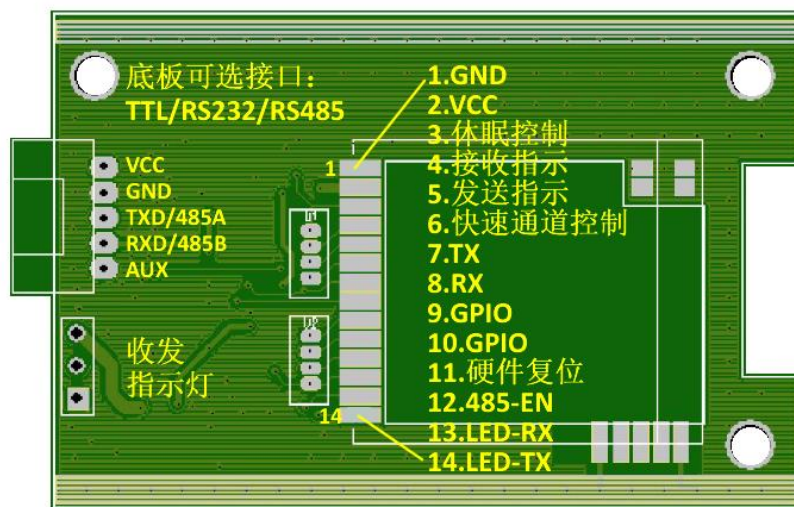 底板可选接口：
TTL/RS232/RS485
VCC
GND
TXD/485A
RXD/485B
AUX
收发
指示灯
1
14
1.GND
2.VCC
3.休眠控制
4.接收指示
5.发送指示
6.快速通道控制
7.TX
8.RX
9.GPIO
10.GPIO
11.硬件复位
12.485-EN
13.LED-RX
14.LED-TX